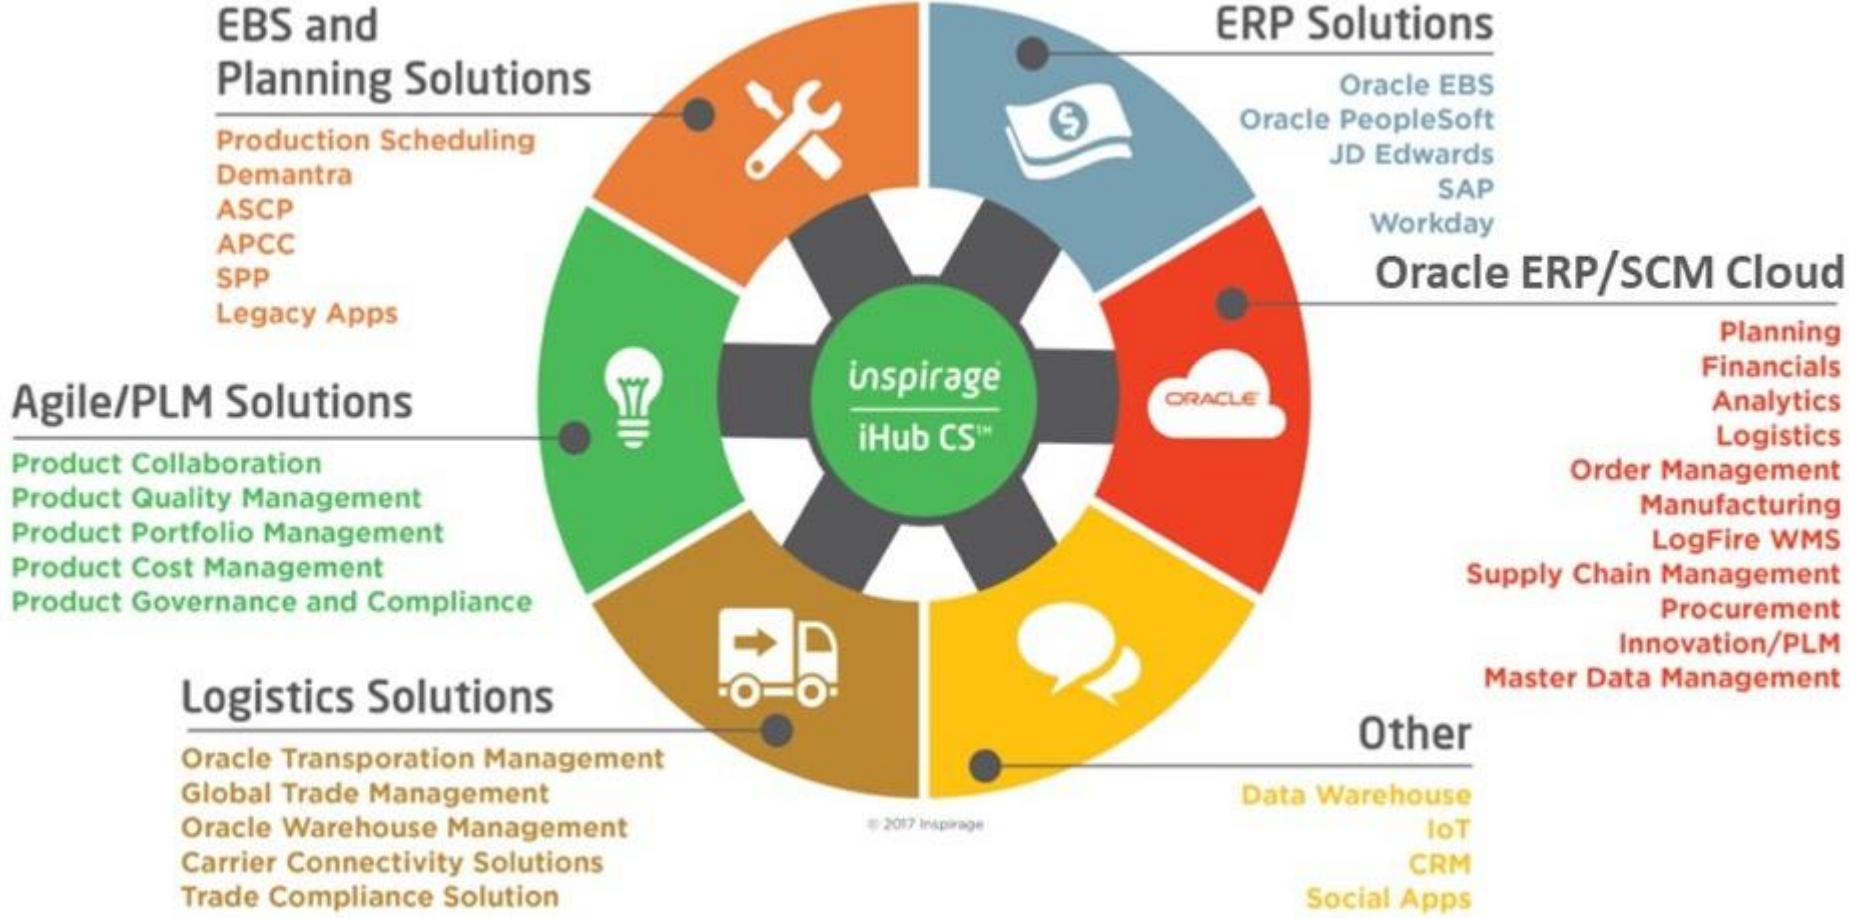 EBS and
Planning Solutions
Production Scheduling
Demantra
ASCP
APCC
SPP
Legacy Apps
ERP Solutions
Oracle EBS
Oracle PeopleSoft
JD Edwards
SAP
Workday
Oracle ERP/SCM Cloud
Planning
Financials
Analytics
Logistics
Order Management
Manufacturing
LogFire WMS
Supply Chain Management
Procurement
Innovation/PLM
Master Data Management
ORACLE
inspirage
iHub CS™
Agile/PLM Solutions
Product Collaboration
Product Quality Management
Product Portfolio Management
Product Cost Management
Product Governance and Compliance
Logistics Solutions
Oracle Transporation Management
Global Trade Management
Oracle Warehouse Management
Carrier Connectivity Solutions
Trade Compliance Solution
Other
Data Warehouse
IoT
CRM
Social Apps
© 2017 Inspirage
$